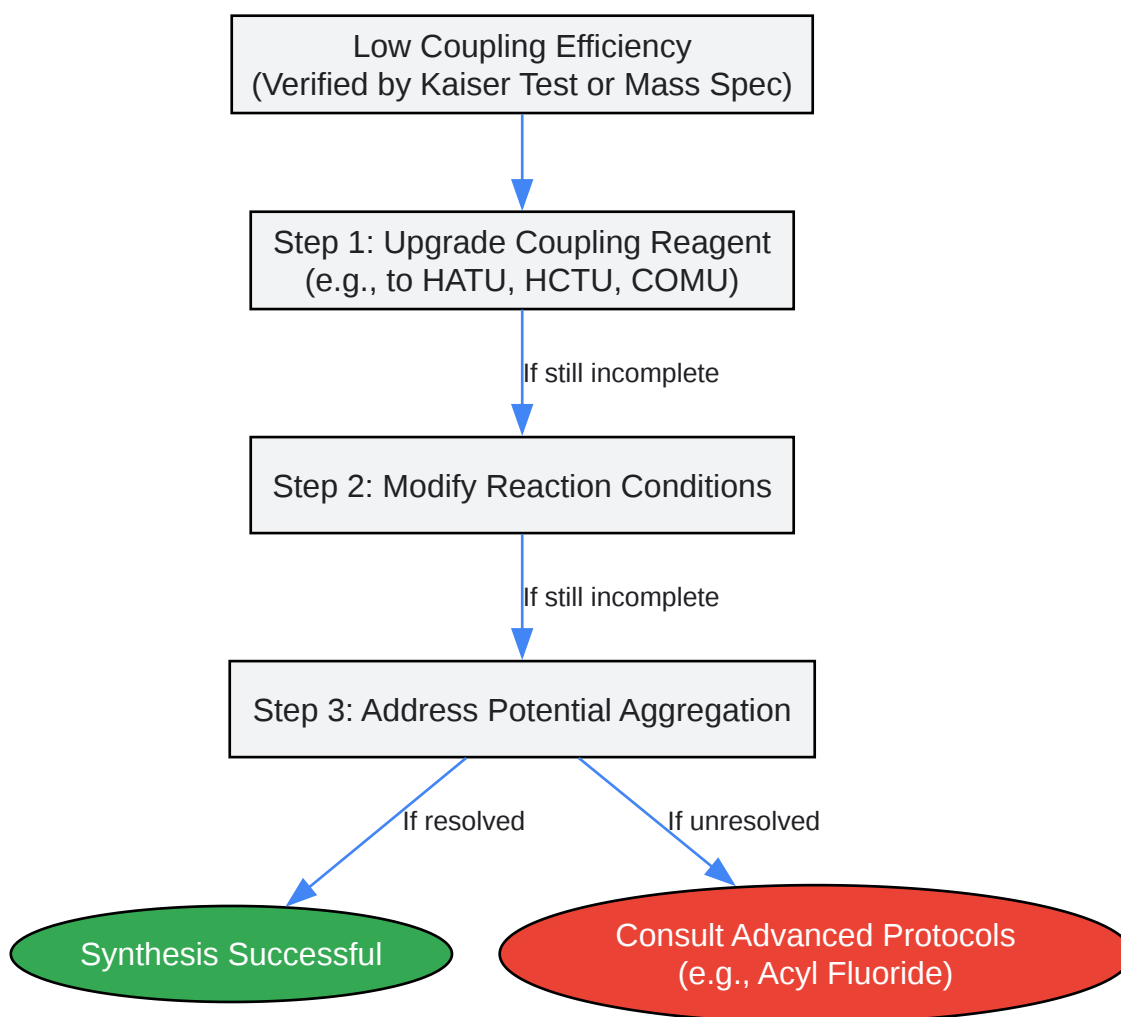 Low Coupling Efficiency
(Verified by Kaiser Test or Mass Spec)
Step 1: Upgrade Coupling Reagent
(e.g., to HATU, HCTU, COMU)
If still incomplete
Step 2: Modify Reaction Conditions
If still incomplete
Step 3: Address Potential Aggregation
If resolved
If unresolved
Synthesis Successful
Consult Advanced Protocols
(e.g., Acyl Fluoride)